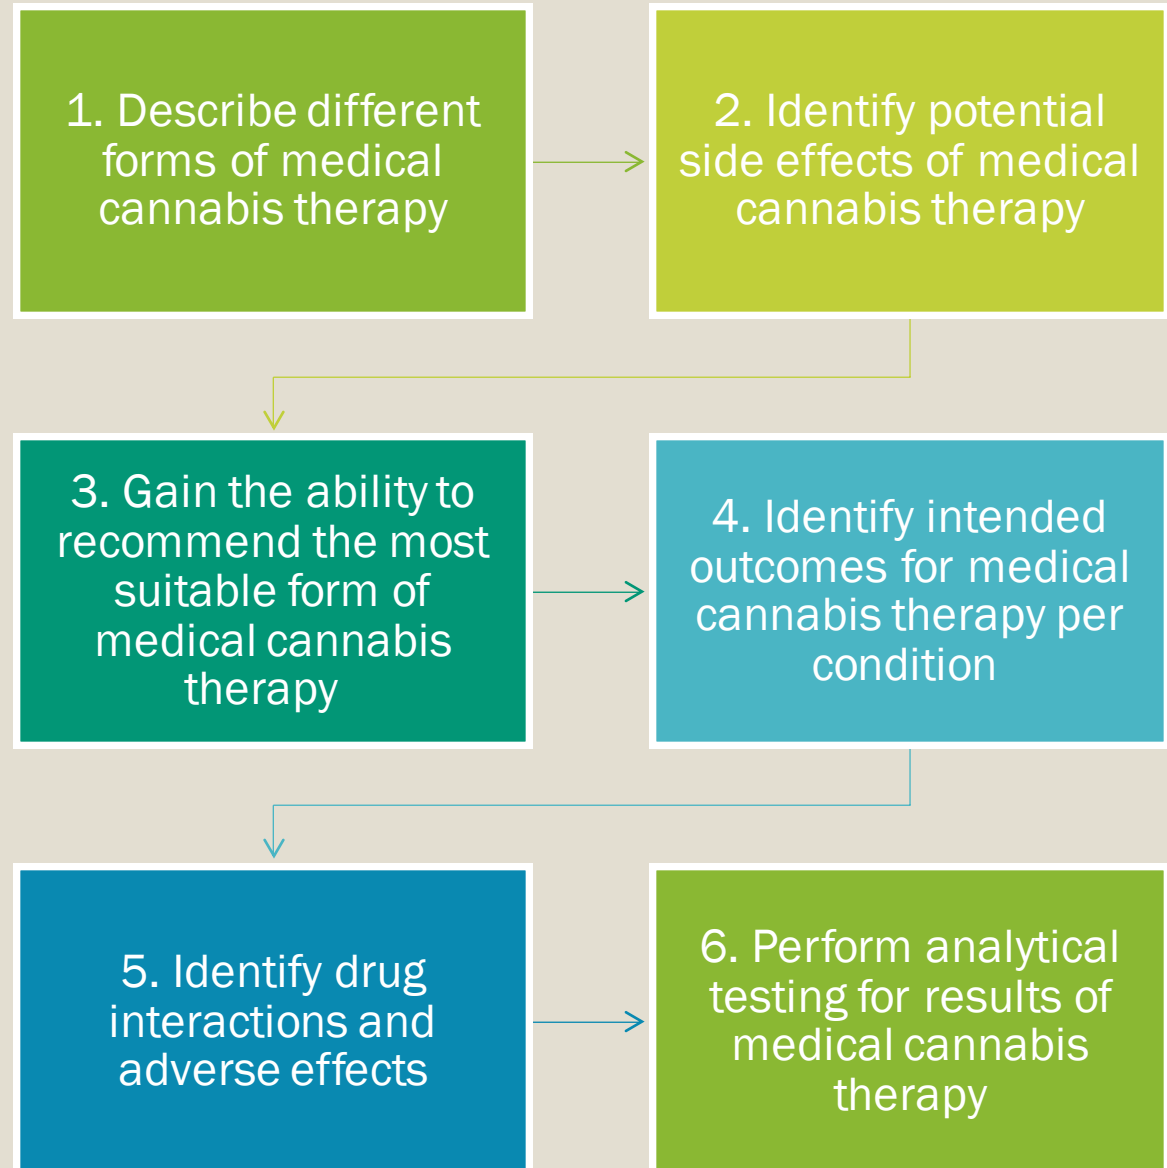 1. Describe different
forms of medical
cannabis therapy
2. Identify potential
side effects of medical
cannabis therapy
3. Gain the ability to
recommend the most
suitable form of
medical cannabis
therapy
4. Identify intended
outcomes for medical
cannabis therapy per
condition
5. Identify drug
interactions and
adverse effects
6. Perform analytical
testing for results of
medical cannabis
therapy